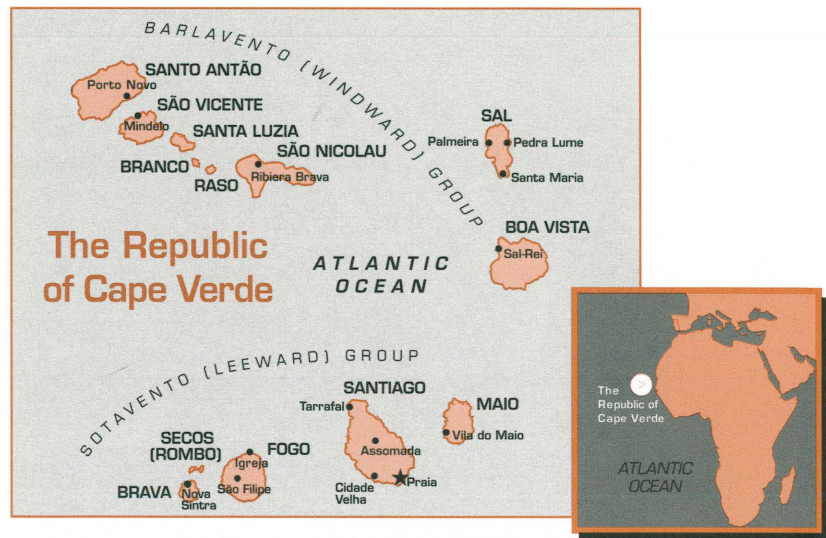 BARLAVENTO (WINDWARD) GROUP
SANTO ANTÃO
Porto Novo
SÃO VICENTE
Mindelo
SANTA LUZIA
BRANCO
RASO
SÃO NICOLAU
Ribiera Brava
SAL
Palmeira
Pedra Lume
Santa Maria
BOA VISTA
Sal-Rei
The Republic
of Cape Verde
ATLANTIC
OCEAN
SOTAVENTO (LEEWARD) GROUP
SANTIAGO
Tarrafal
Assomada
Cidade
Velha
Praia
MAIO
Vila do Maio
SECOS
(ROMBO)
FOGO
Igreja
São Filipe
BRAVA
Nova
Sintra
The
Republic of
Cape Verde
ATLANTIC
OCEAN